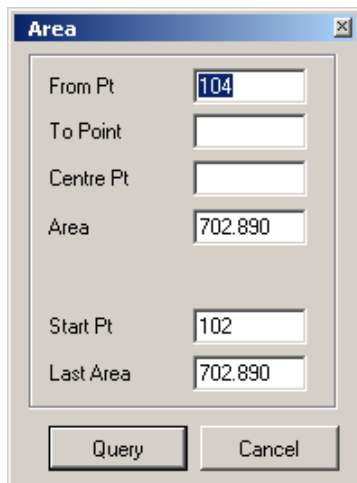 Area
From Pt 104
To Point
Centre Pt
Area 702.890
Start Pt 102
Last Area 702.890
Query Cancel